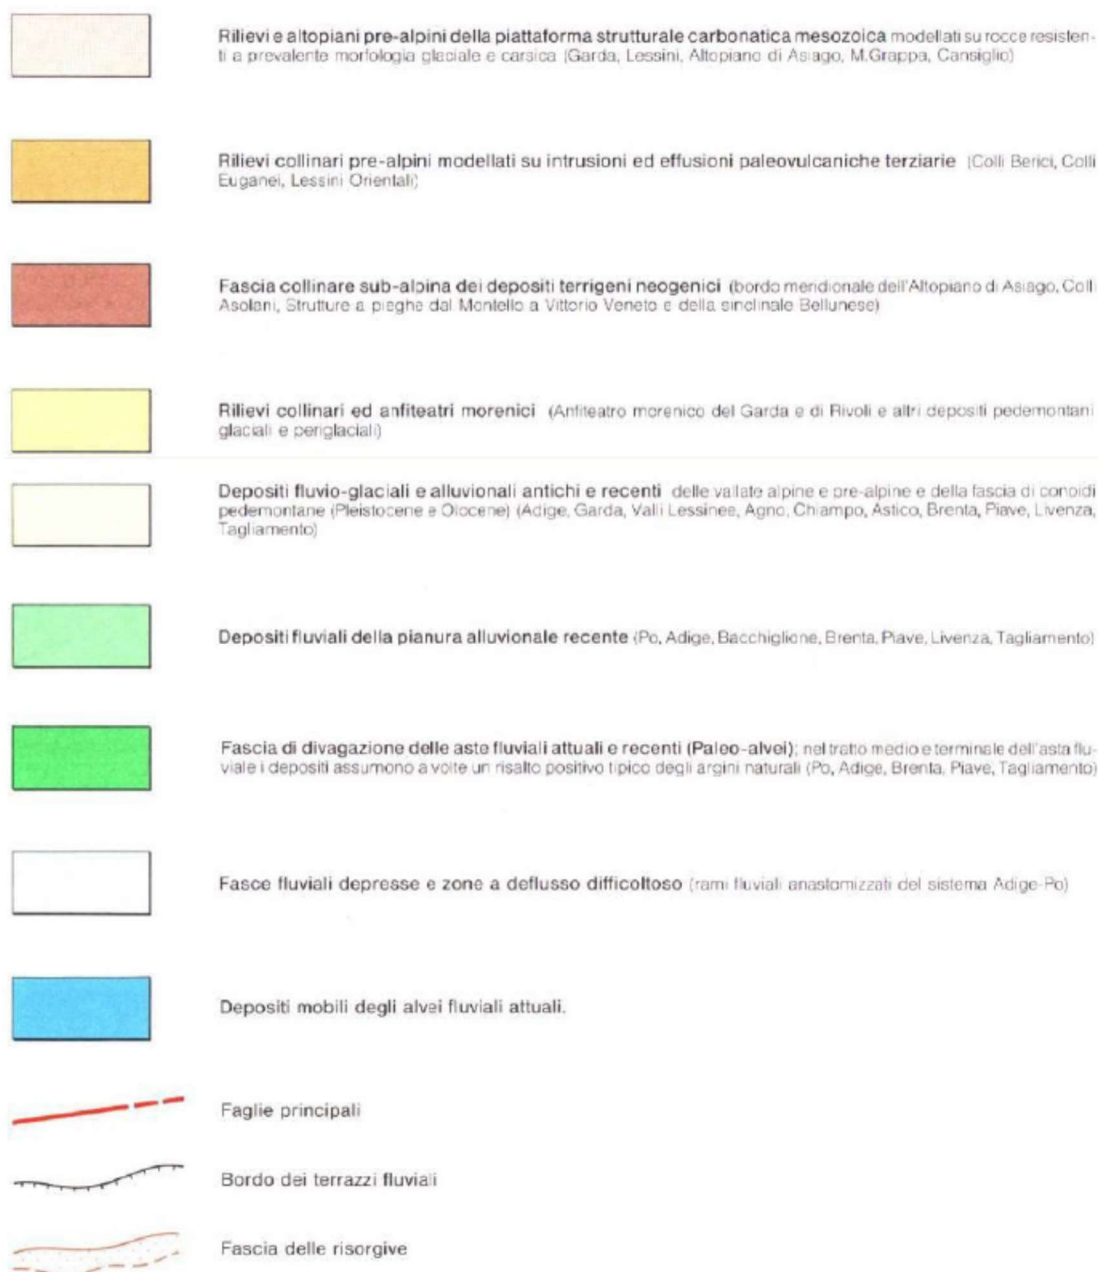 Rilievi e altopiani pre-alpini della piattaforma strutturale carbonatica mesozoica modellati su rocce resisten-
ti a prevalente morfologia glaciale e carsica (Garda, Lessini, Altopiano di Asiago, M.Grappa, Cansiglio)
Rilievi collinari pre-alpini modellati su intrusioni ed effusioni paleovulcaniche terziarie (Colli Berici, Colli
Euganei, Lessini Orientali)
Fascia collinare sub-alpina dei depositi terrigeni neogenici (bordo meridionale dell'Altopiano di Asiago, Colli
Asolani, Strutture a pieghe dal Montello a Vittorio Veneto e della sinclinale Bellunese)
Rilievi collinari ed anfiteatri morenici (Anfiteatro morenico del Garda e di Rivoli e altri depositi pedemontani
glaciali e periglaciali)
Depositi fluvio-glaciali e alluvionali antichi e recenti delle vallate alpine e pre-alpine e della fascia di conoidi
pedemontane (Pleistocene e Olocene) (Adige, Garda, Valli Lessinee, Agno, Chiampo, Astico, Brenta, Piave, Livenza,
Tagliamento)
Depositi fluviali della pianura alluvionale recente (Po, Adige, Bacchiglione, Brenta, Piave, Livenza, Tagliamento)
Fascia di divagazione delle aste fluviali attuali e recenti (Paleo-alvei); nel tratto medio e terminale dell'asta flu-
viale i depositi assumono a volte un risalto positivo tipico degli argini naturali (Po, Adige, Brenta, Piave, Tagliamento)
Fasce fluviali depresse e zone a deflusso difficoltoso (rami fluviali anastomizzati del sistema Adige-Po)
Depositi mobili degli alvei fluviali attuali.
Faglie principali
Bordo dei terrazzi fluviali
Fascia delle risorgive